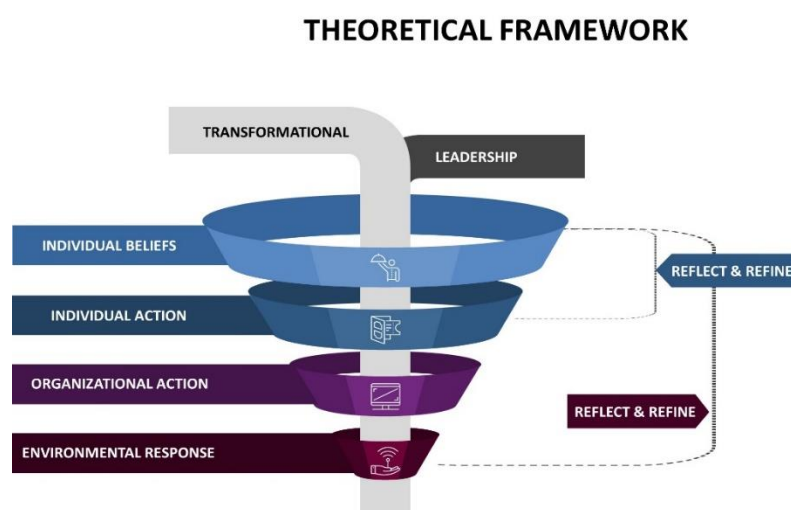 THEORETICAL FRAMEWORK
TRANSFORMATIONAL
LEADERSHIP
INDIVIDUAL BELIEFS
REFLECT & REFINE
INDIVIDUAL ACTION
ORGANIZATIONAL ACTION
REFLECT & REFINE
ENVIRONMENTAL RESPONSE